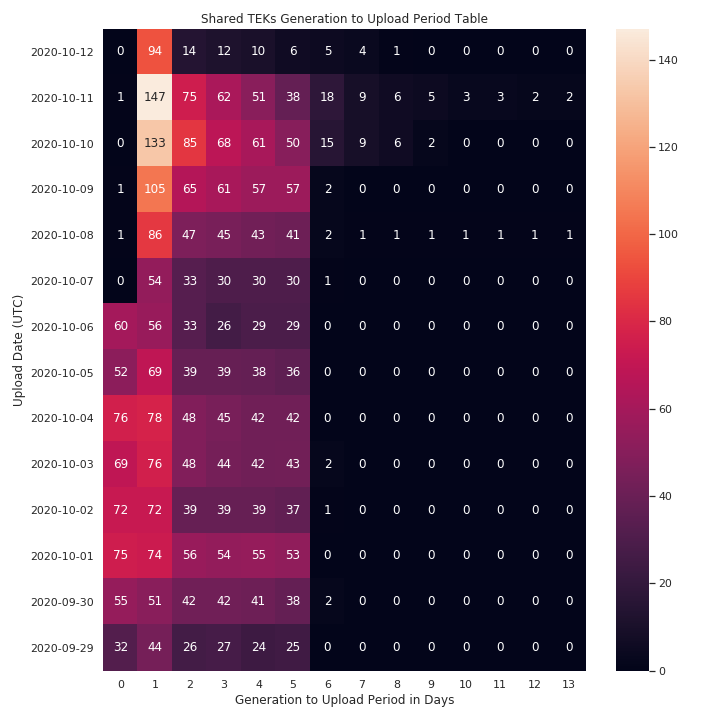 Shared TEKs Generation to Upload Period Table
2020-10-12 0 94 14 12 10 6 5 4 1 0 0 0 0 0
2020-10-11 1 147 75 62 51 38 18 9 6 5 3 3 2 2
2020-10-10 0 133 85 68 61 50 15 9 6 2 0 0 0 0
2020-10-09 1 105 65 61 57 57 2 0 0 0 0 0 0 0
2020-10-08 1 86 47 45 43 41 2 1 1 1 1 1 1 1
2020-10-07 0 54 33 30 30 30 1 0 0 0 0 0 0 0
2020-10-06 60 56 33 26 29 29 0 0 0 0 0 0 0 0
2020-10-05 52 69 39 39 38 36 0 0 0 0 0 0 0 0
2020-10-04 76 78 48 45 42 42 0 0 0 0 0 0 0 0
2020-10-03 69 76 48 44 42 43 2 0 0 0 0 0 0 0
2020-10-02 72 72 39 39 39 37 1 0 0 0 0 0 0 0
2020-10-01 75 74 56 54 55 53 0 0 0 0 0 0 0 0
2020-09-30 55 51 42 42 41 38 2 0 0 0 0 0 0 0
2020-09-29 32 44 26 27 24 25 0 0 0 0 0 0 0 0
0 1 2 3 4 5 6 7 8 9 10 11 12 13
Generation to Upload Period in Days
Upload Date (UTC)
140
120
100
80
60
40
20
0